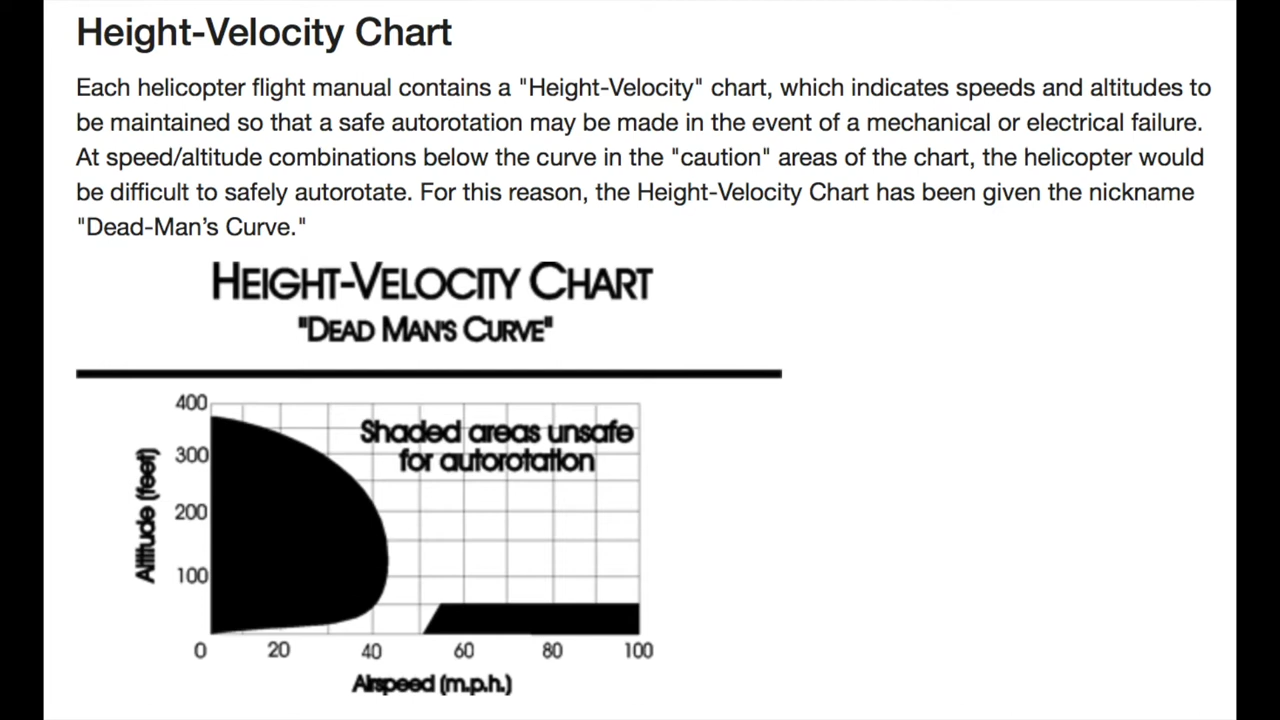 Height-Velocity Chart
Each helicopter flight manual contains a "Height-Velocity" chart, which indicates speeds and altitudes to
be maintained so that a safe autorotation may be made in the event of a mechanical or electrical failure.
At speed/altitude combinations below the curve in the "caution" areas of the chart, the helicopter would
be difficult to safely autorotate. For this reason, the Height-Velocity Chart has been given the nickname
"Dead-Man’s Curve."
HEIGHT-VELOCITY CHART
"DEAD MAN'S CURVE"
Shaded areas unsafe
for autorotation
Altitude (feet)
400
300
200
100
0 20 40 60 80 100
Airspeed (m.p.h.)